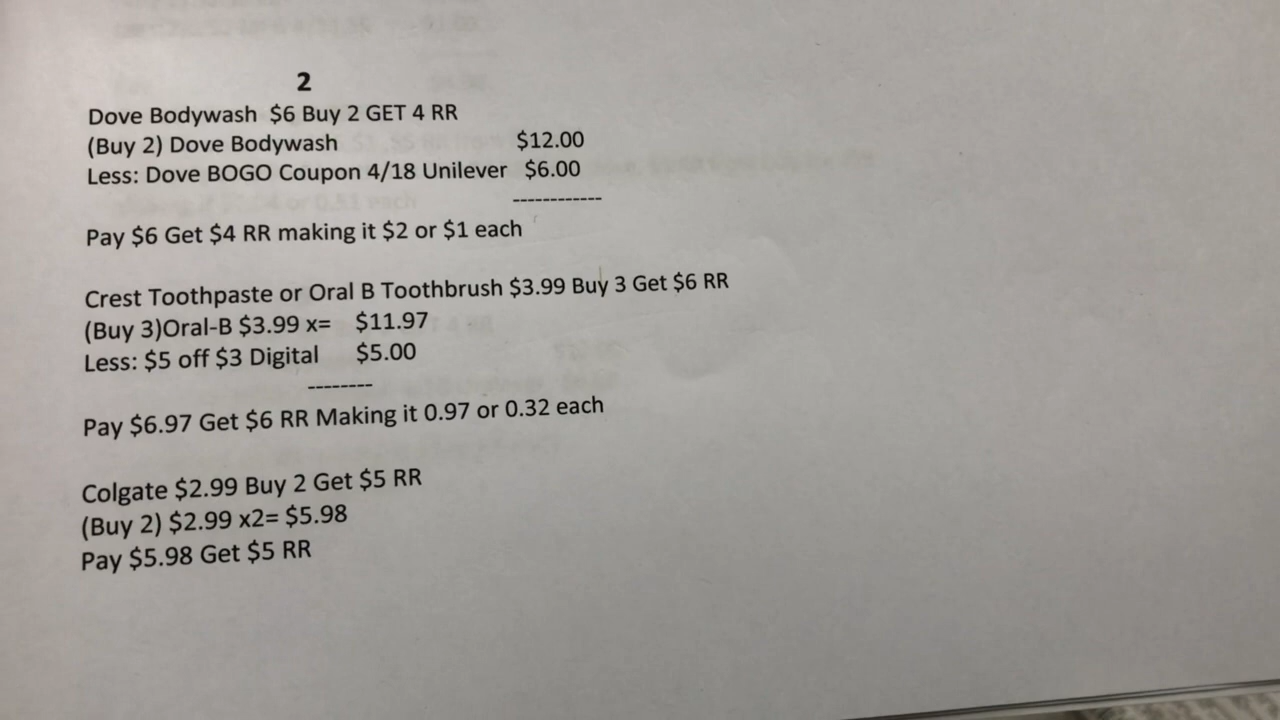 2
Dove Bodywash $6 Buy 2 GET 4 RR
(Buy 2) Dove Bodywash $12.00
Less: Dove BOGO Coupon 4/18 Unilever $6.00
------------
Pay $6 Get $4 RR making it $2 or $1 each
Crest Toothpaste or Oral B Toothbrush $3.99 Buy 3 Get $6 RR
(Buy 3)Oral-B $3.99 x= $11.97
Less: $5 off $3 Digital $5.00
--------
Pay $6.97 Get $6 RR Making it 0.97 or 0.32 each
Colgate $2.99 Buy 2 Get $5 RR
(Buy 2) $2.99 x2= $5.98
Pay $5.98 Get $5 RR